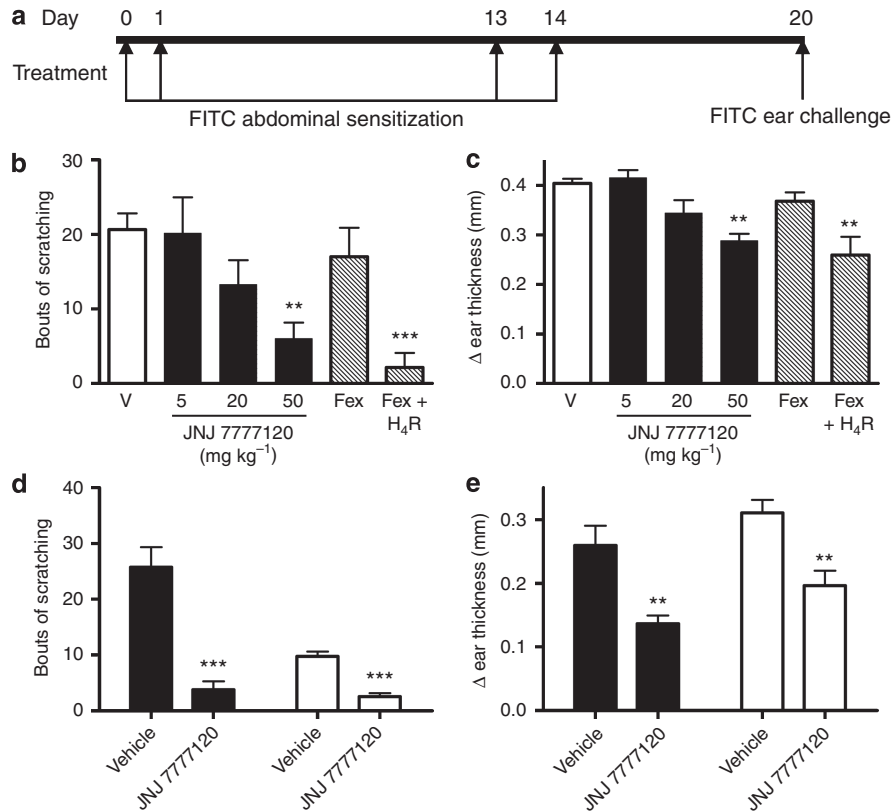 a Day 0 1 13 14 20
Treatment
FITC abdominal sensitization
FITC ear challenge
b
Bouts of scratching
30
20
10
0
**
***
V 5 20 50 Fex Fex + H₄R
JNJ 7777120
(mg kg⁻¹)
c
Δ ear thickness (mm)
0.4
0.3
0.2
0.1
0.0
**
**
V 5 20 50 Fex Fex + H₄R
JNJ 7777120
(mg kg⁻¹)
d
Bouts of scratching
40
30
20
10
0
***
***
Vehicle
JNJ 7777120
Vehicle
JNJ 7777120
e
Δ ear thickness (mm)
0.3
0.2
0.1
0.0
**
**
Vehicle
JNJ 7777120
Vehicle
JNJ 7777120